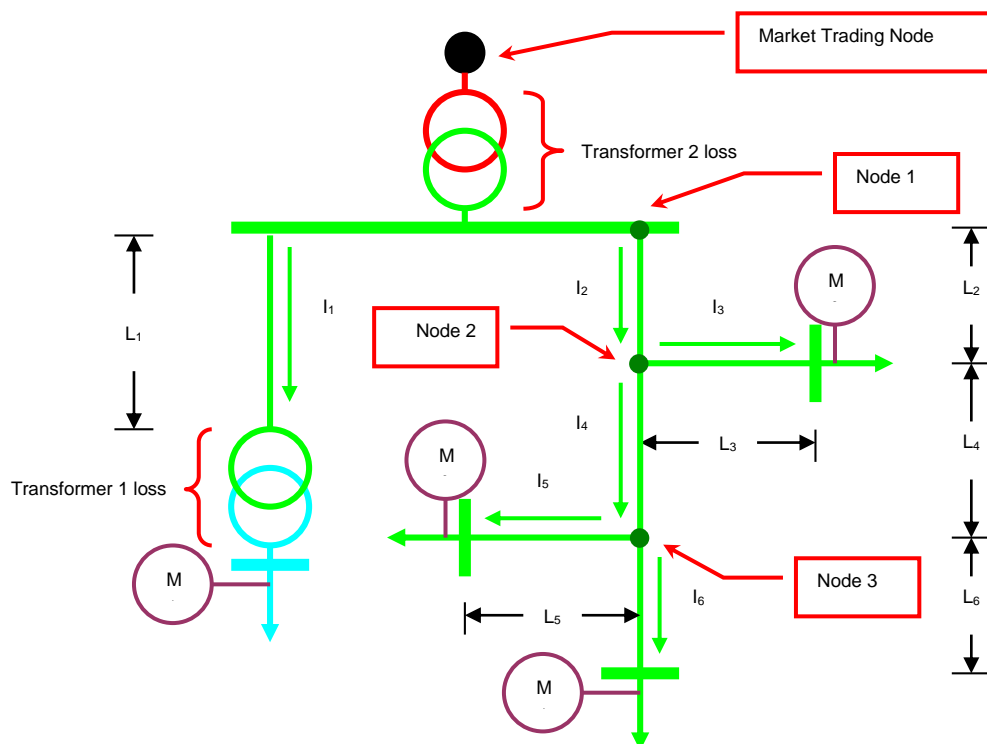 Market Trading Node
Transformer 2 loss
Node 1
M
I₁
I₂
I₃
L₂
L₁
Node 2
I₄
L₃
L₄
M
Transformer 1 loss
I₅
M
Node 3
I₆
L₆
L₅
M